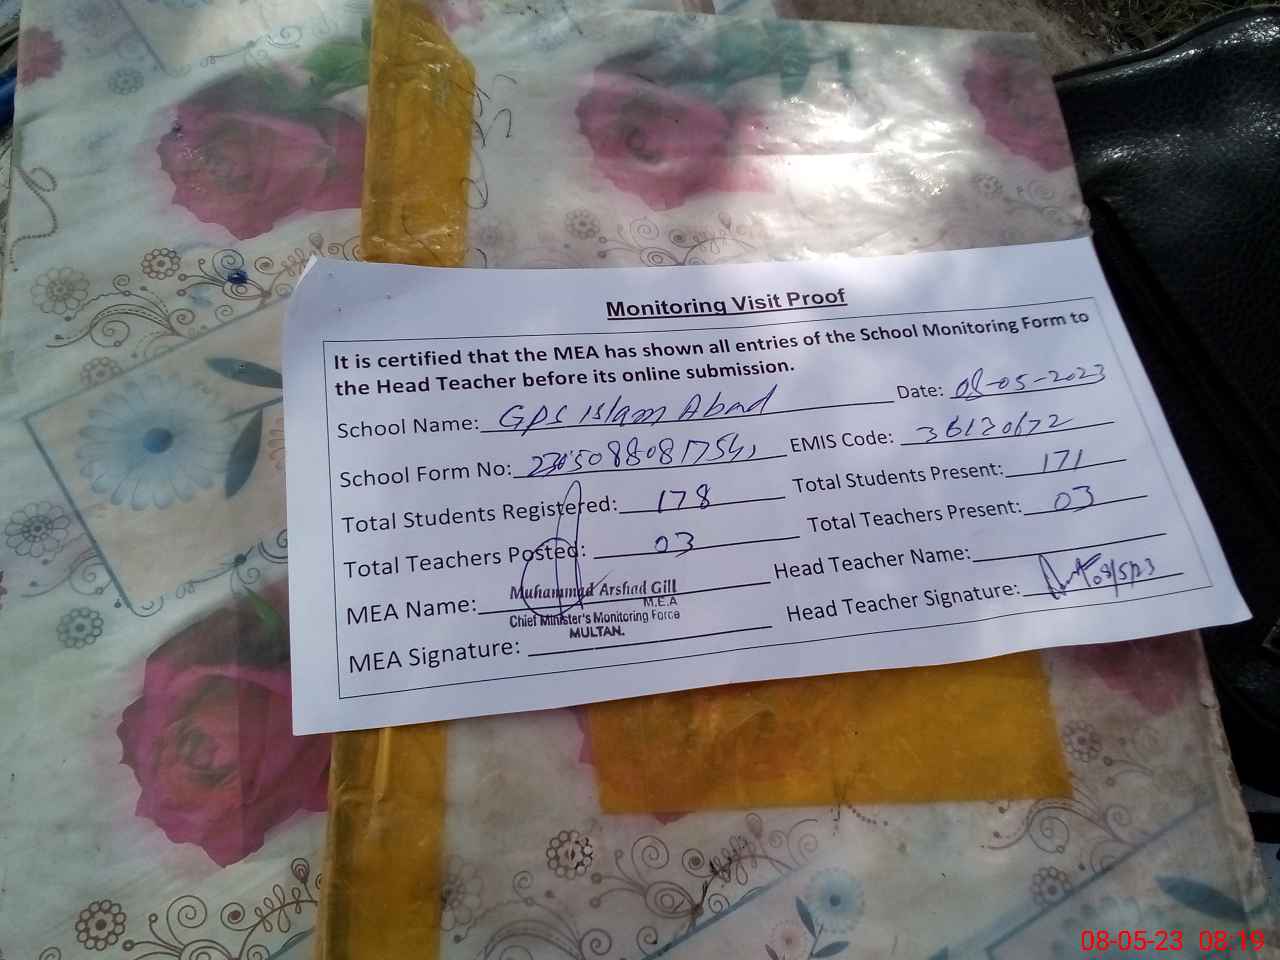 Monitoring Visit Proof
It is certified that the MEA has shown all entries of the School Monitoring Form to
the Head Teacher before its online submission.
School Name: GPS Islam Abad Date: 08-05-2023
School Form No: EMIS Code: 36120672
Total Students Registered: 178 Total Students Present: 171
Total Teachers Posted: 03 Total Teachers Present: 03
MEA Name: Muhammad Arshad Gill Head Teacher Name:
M.E.A
Chief Minister's Monitoring Force
MULTAN.
MEA Signature: Head Teacher Signature: 08/5/23
08-05-23 08:19